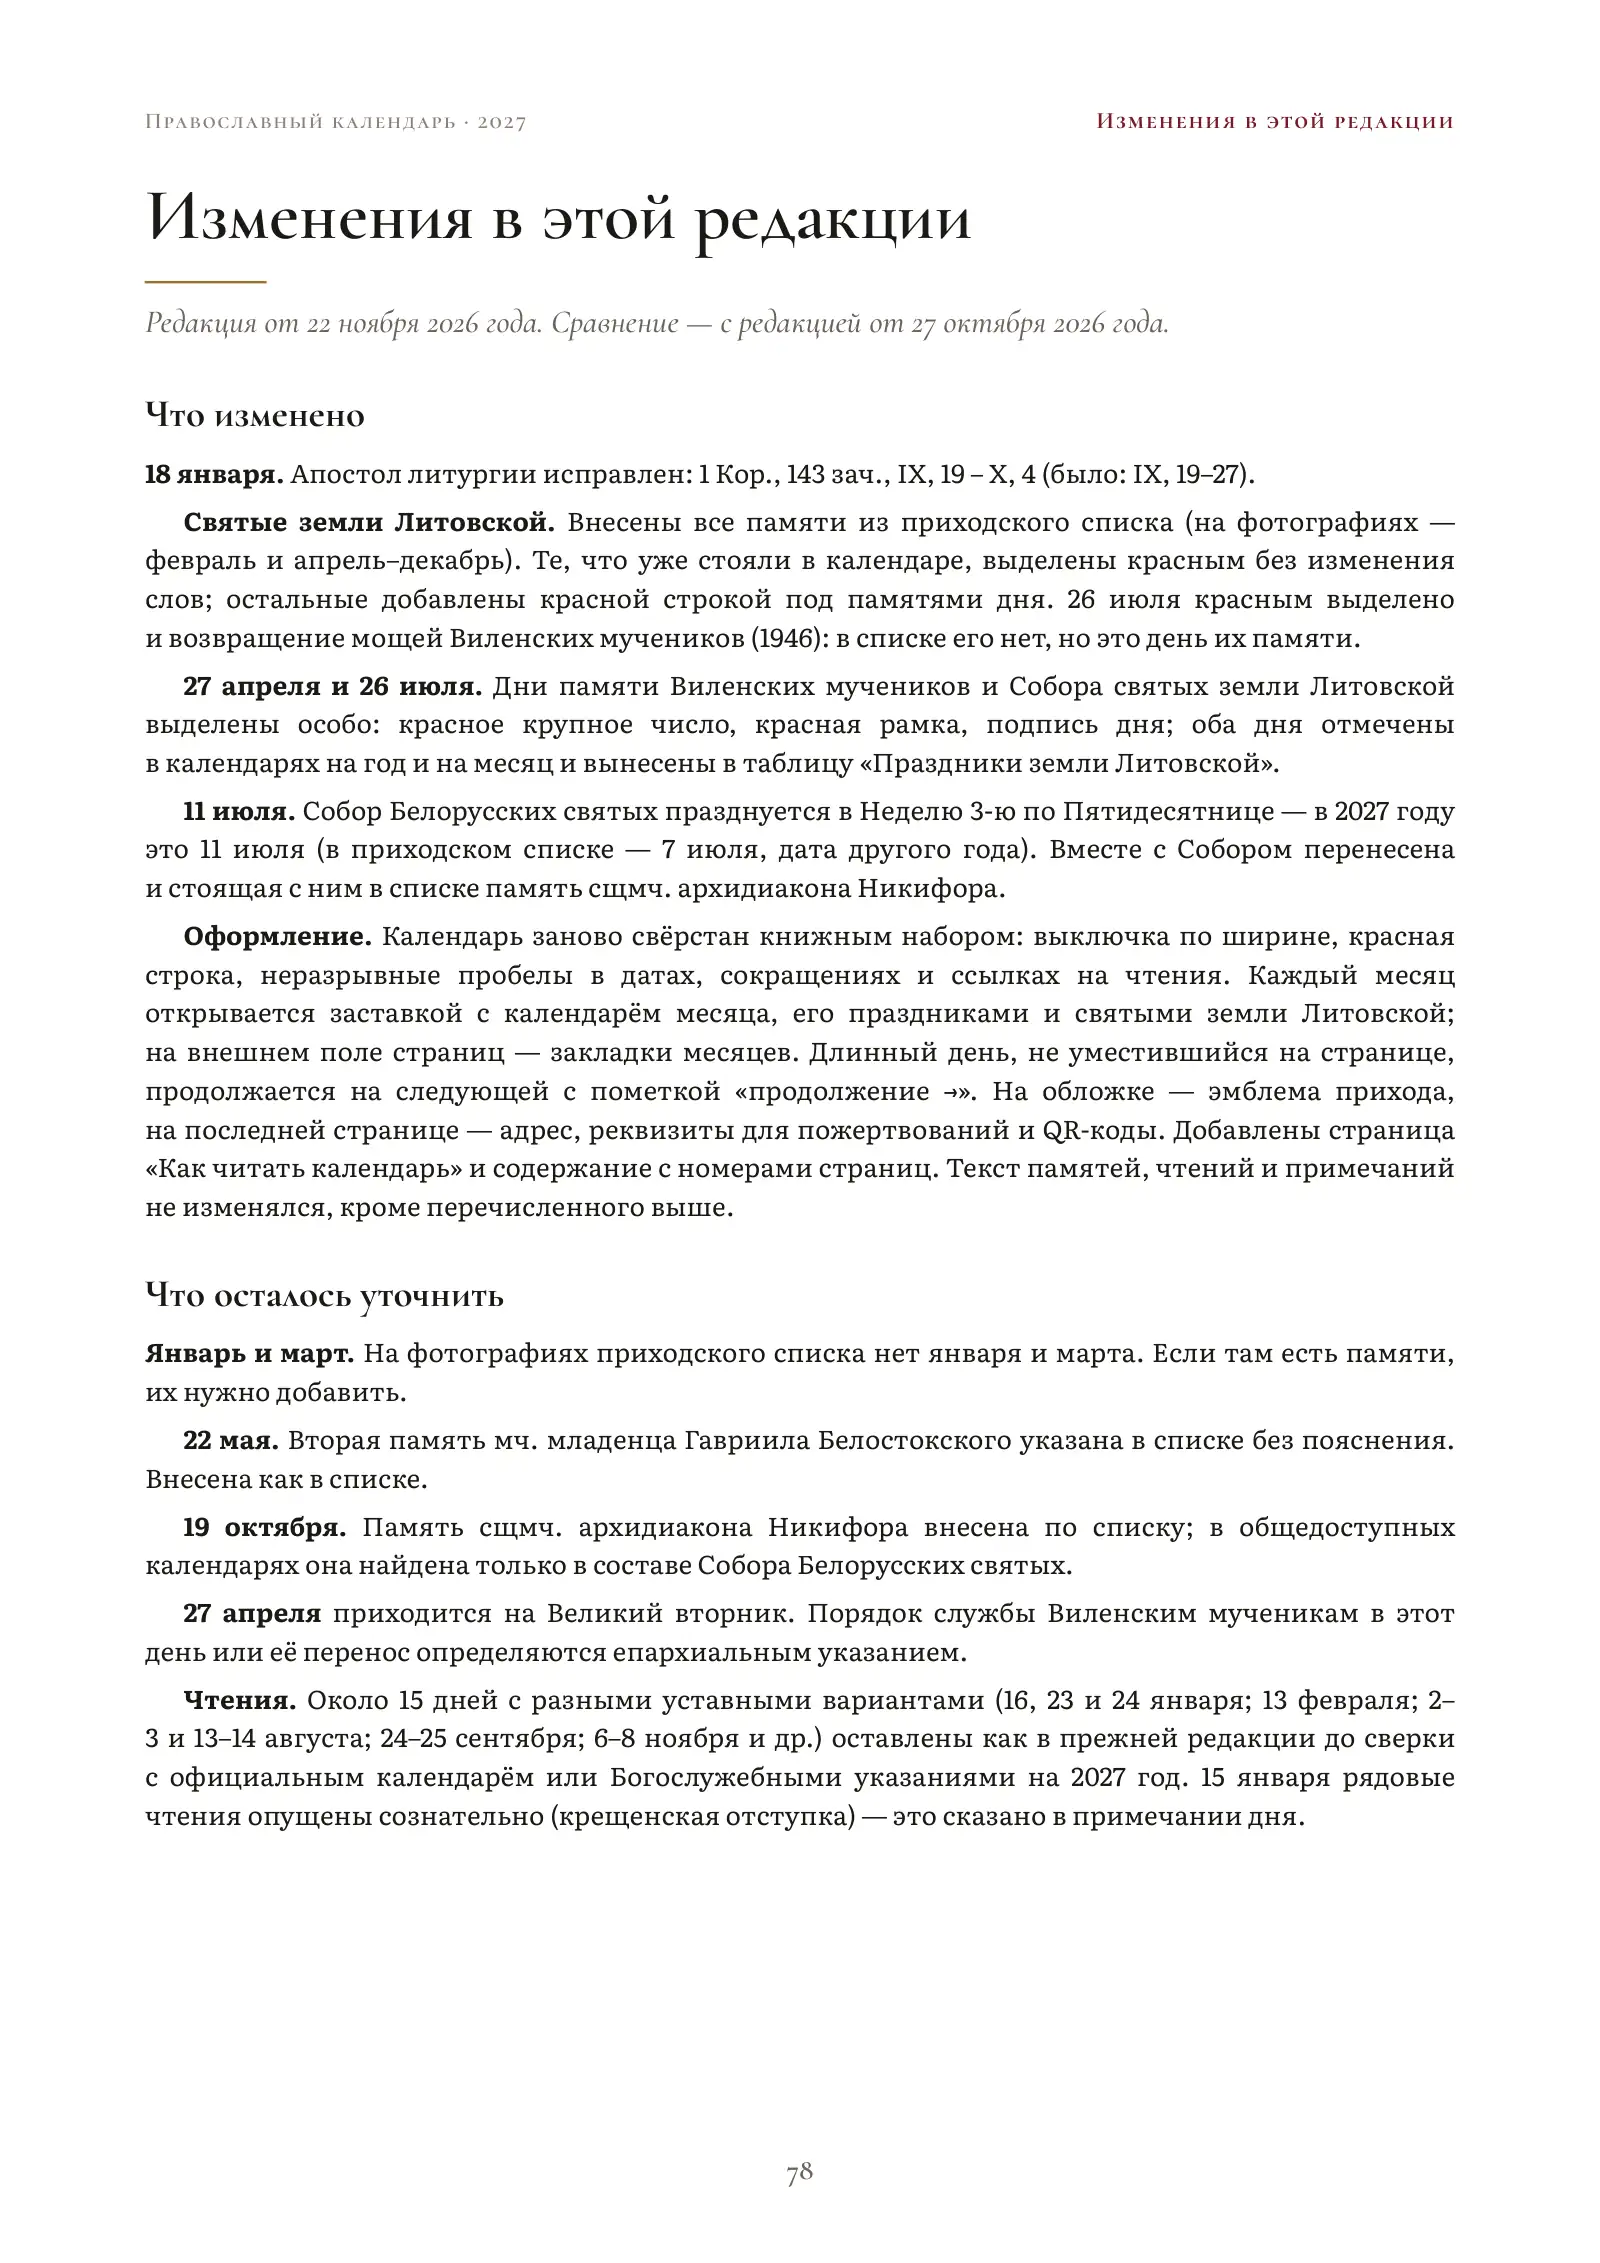 Православный календарь · 2027
Изменения в этой редакции
Изменения в этой редакции
Редакция от 22 ноября 2026 года. Сравнение — с редакцией от 27 октября 2026 года.
Что изменено
18 января. Апостол литургии исправлен: 1 Кор., 143 зач., IX, 19 – X, 4 (было: IX, 19–27).
Святые земли Литовской. Внесены все памяти из приходского списка (на фотографиях —
февраль и апрель–декабрь). Те, что уже стояли в календаре, выделены красным без изменения
слов; остальные добавлены красной строкой под памятями дня. 26 июля красным выделено
и возвращение мощей Виленских мучеников (1946): в списке его нет, но это день их памяти.
27 апреля и 26 июля. Дни памяти Виленских мучеников и Собора святых земли Литовской
выделены особо: красное крупное число, красная рамка, подпись дня; оба дня отмечены
в календарях на год и на месяц и вынесены в таблицу «Праздники земли Литовской».
11 июля. Собор Белорусских святых празднуется в Неделю 3-ю по Пятидесятнице — в 2027 году
это 11 июля (в приходском списке — 7 июля, дата другого года). Вместе с Собором перенесена
и стоящая с ним в списке память сщмч. архидиакона Никифора.
Оформление. Календарь заново свёрстан книжным набором: выключка по ширине, красная
строка, неразрывные пробелы в датах, сокращениях и ссылках на чтения. Каждый месяц
открывается заставкой с календарём месяца, его праздниками и святыми земли Литовской;
на внешнем поле страниц — закладки месяцев. Длинный день, не уместившийся на странице,
продолжается на следующей с пометкой «продолжение →». На обложке — эмблема прихода,
на последней странице — адрес, реквизиты для пожертвований и QR-коды. Добавлены страница
«Как читать календарь» и содержание с номерами страниц. Текст памятей, чтений и примечаний
не изменялся, кроме перечисленного выше.
Что осталось уточнить
Январь и март. На фотографиях приходского списка нет января и марта. Если там есть памяти,
их нужно добавить.
22 мая. Вторая память мч. младенца Гавриила Белостокского указана в списке без пояснения.
Внесена как в списке.
19 октября. Память сщмч. архидиакона Никифора внесена по списку; в общедоступных
календарях она найдена только в составе Собора Белорусских святых.
27 апреля приходится на Великий вторник. Порядок службы Виленским мученикам в этот
день или её перенос определяются епархиальным указанием.
Чтения. Около 15 дней с разными уставными вариантами (16, 23 и 24 января; 13 февраля; 2–
3 и 13–14 августа; 24–25 сентября; 6–8 ноября и др.) оставлены как в прежней редакции до сверки
с официальным календарём или Богослужебными указаниями на 2027 год. 15 января рядовые
чтения опущены сознательно (крещенская отступка) — это сказано в примечании дня.
78